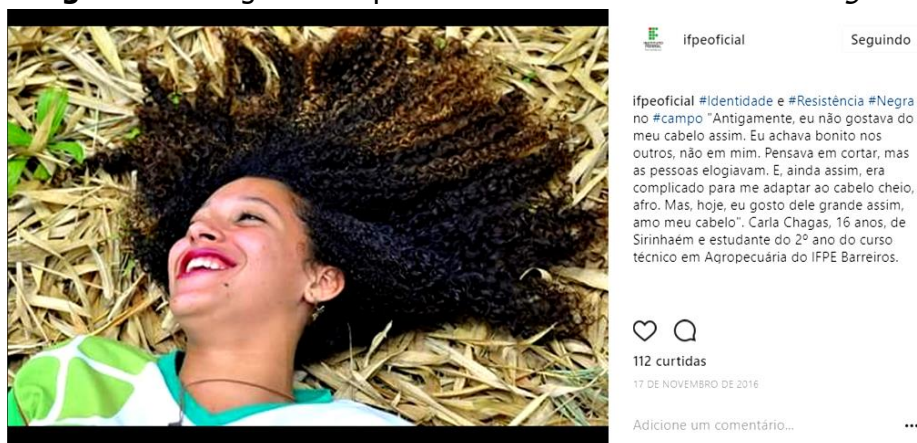 ifpeoficial
Seguindo
ifpeoficial #Identidade e #Resistência #Negra
no #campo "Antigamente, eu não gostava do
meu cabelo assim. Eu achava bonito nos
outros, não em mim. Pensava em cortar, mas
as pessoas elogiavam. E, ainda assim, era
complicado para me adaptar ao cabelo cheio,
afro. Mas, hoje, eu gosto dele grande assim,
amo meu cabelo". Carla Chagas, 16 anos, de
Sirinhaém e estudante do 2º ano do curso
técnico em Agropecuária do IFPE Barreiros.
112 curtidas
17 DE NOVEMBRO DE 2016
Adicione um comentário...